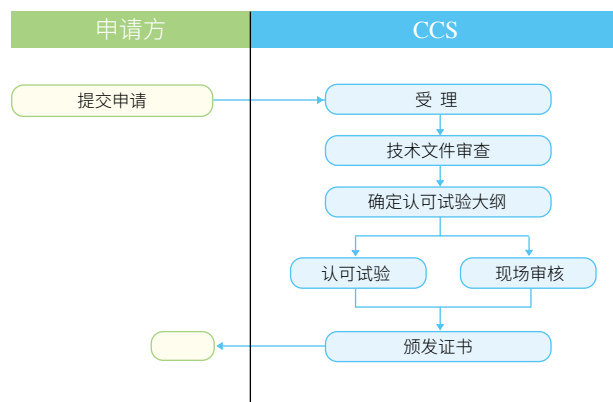 申请方
CCS
提交申请
受 理
技术文件审查
确定认可试验大纲
认可试验
现场审核
颁发证书